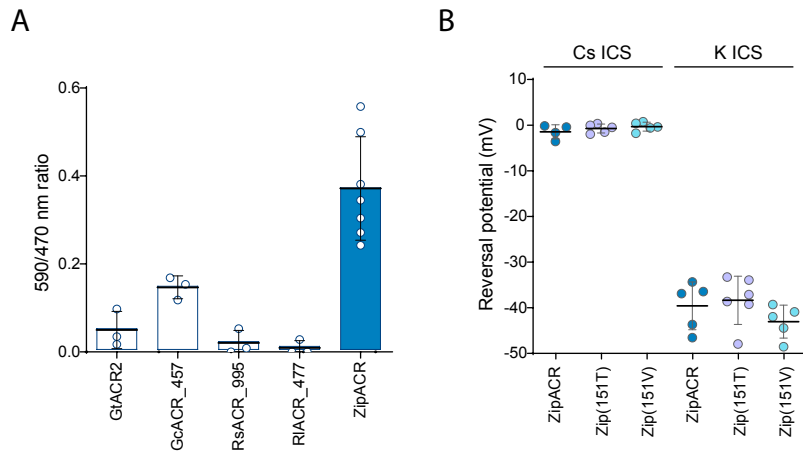 A
590/470 nm ratio
0.6
0.4
0.2
0.0
GtACR2
GcACR_457
RsACR_995
RlACR_477
ZipACR
B
Cs ICS
K ICS
Reversal potential (mV)
10
0
-10
-20
-30
-40
-50
ZipACR
Zip(151T)
Zip(151V)
ZipACR
Zip(151T)
Zip(151V)